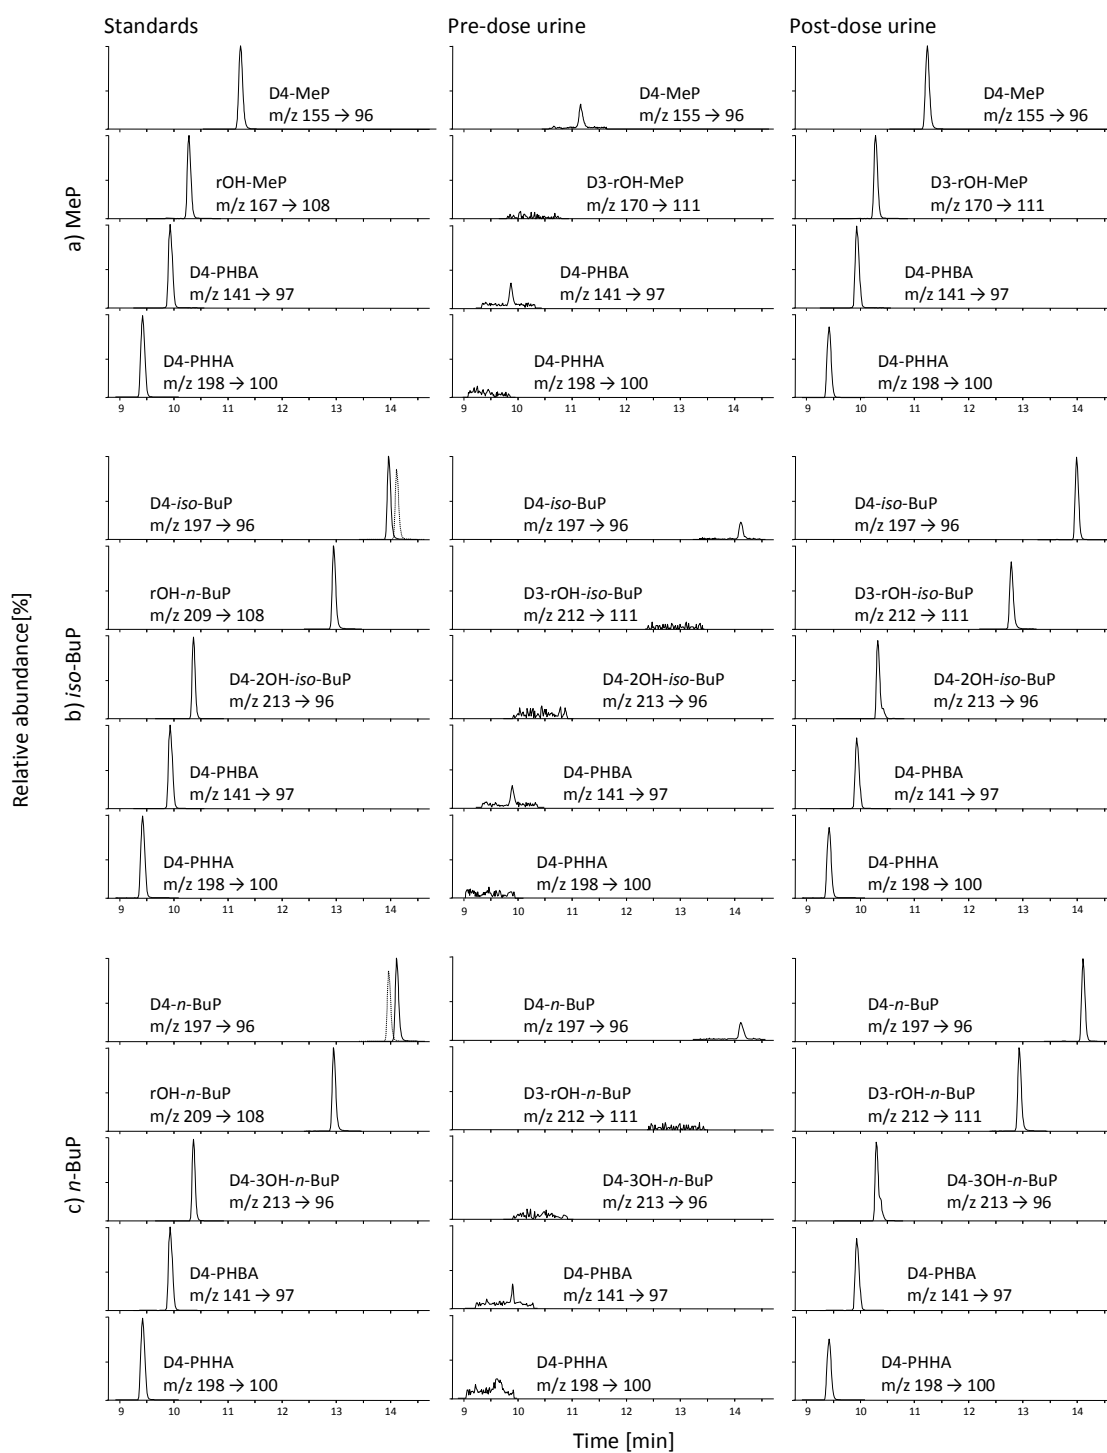 Standards
Pre-dose urine
Post-dose urine
D4-MeP
m/z 155 → 96
D4-MeP
m/z 155 → 96
D4-MeP
m/z 155 → 96
rOH-MeP
m/z 167 → 108
D3-rOH-MeP
m/z 170 → 111
D3-rOH-MeP
m/z 170 → 111
a) MeP
D4-PHBA
m/z 141 → 97
D4-PHBA
m/z 141 → 97
D4-PHBA
m/z 141 → 97
D4-PHHA
m/z 198 → 100
D4-PHHA
m/z 198 → 100
D4-PHHA
m/z 198 → 100
9 10 11 12 13 14
9 10 11 12 13 14
9 10 11 12 13 14
D4-iso-BuP
m/z 197 → 96
D4-iso-BuP
m/z 197 → 96
D4-iso-BuP
m/z 197 → 96
rOH-n-BuP
m/z 209 → 108
D3-rOH-iso-BuP
m/z 212 → 111
D3-rOH-iso-BuP
m/z 212 → 111
Relative abundance[%]
b) iso-BuP
D4-2OH-iso-BuP
m/z 213 → 96
D4-2OH-iso-BuP
m/z 213 → 96
D4-2OH-iso-BuP
m/z 213 → 96
D4-PHBA
m/z 141 → 97
D4-PHBA
m/z 141 → 97
D4-PHBA
m/z 141 → 97
D4-PHHA
m/z 198 → 100
D4-PHHA
m/z 198 → 100
D4-PHHA
m/z 198 → 100
9 10 11 12 13 14
9 10 11 12 13 14
9 10 11 12 13 14
D4-n-BuP
m/z 197 → 96
D4-n-BuP
m/z 197 → 96
D4-n-BuP
m/z 197 → 96
rOH-n-BuP
m/z 209 → 108
D3-rOH-n-BuP
m/z 212 → 111
D3-rOH-n-BuP
m/z 212 → 111
c) n-BuP
D4-3OH-n-BuP
m/z 213 → 96
D4-3OH-n-BuP
m/z 213 → 96
D4-3OH-n-BuP
m/z 213 → 96
D4-PHBA
m/z 141 → 97
D4-PHBA
m/z 141 → 97
D4-PHBA
m/z 141 → 97
D4-PHHA
m/z 198 → 100
D4-PHHA
m/z 198 → 100
D4-PHHA
m/z 198 → 100
9 10 11 12 13 14
9 10 11 12 13 14
9 10 11 12 13 14
Time [min]